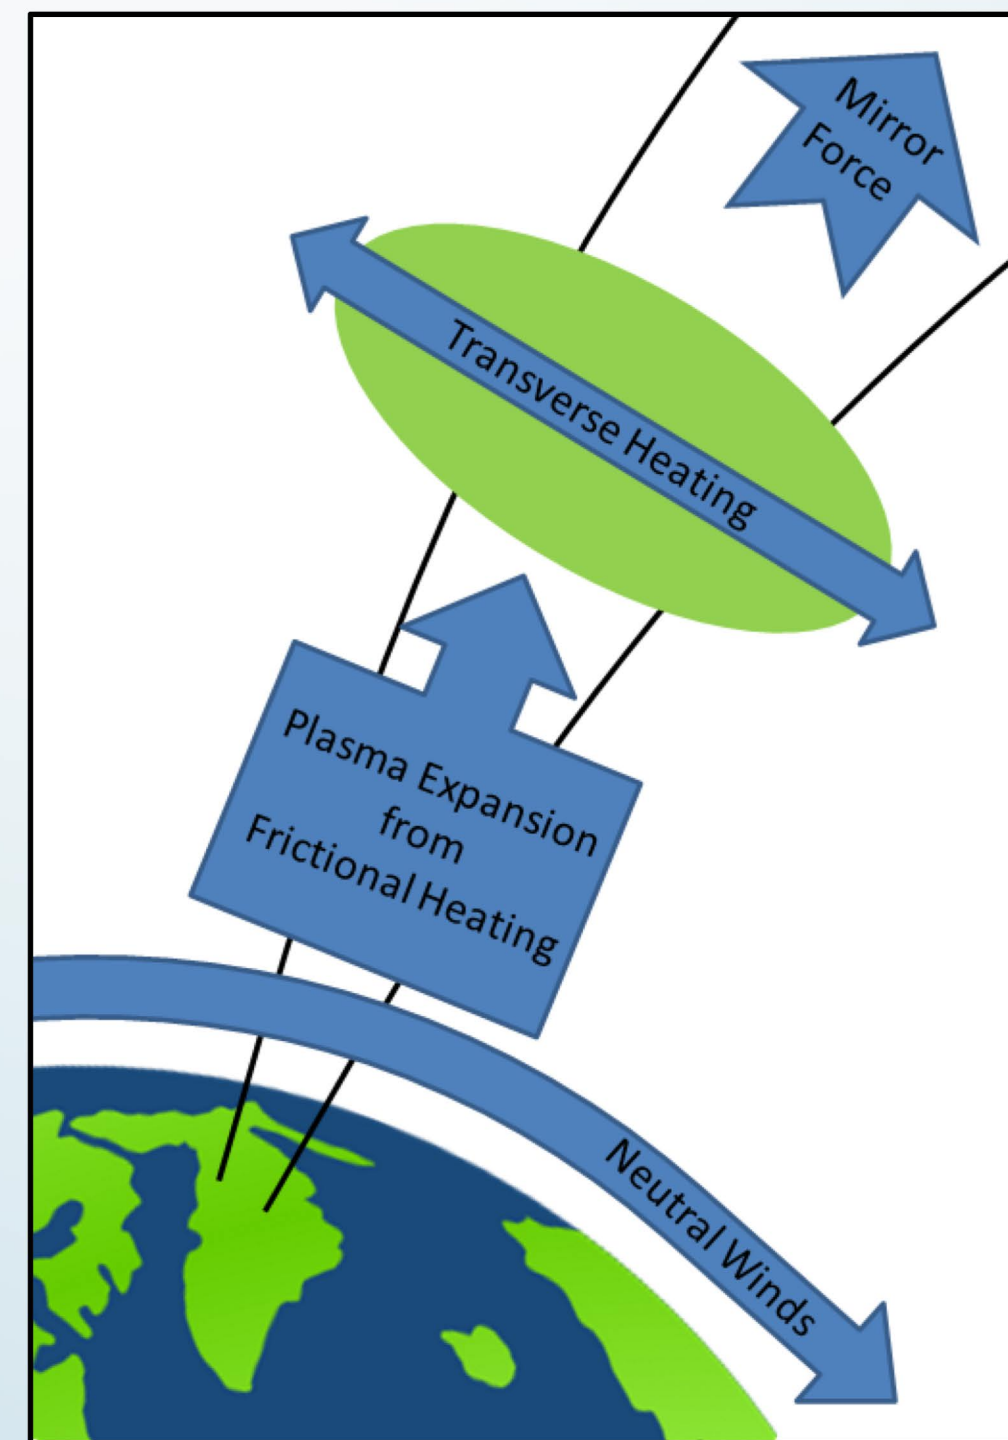 Mirror
Force
Transverse Heating
Plasma Expansion
from
Frictional Heating
Neutral Winds